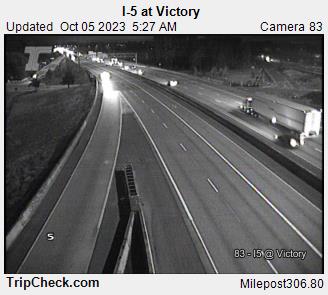 I-5 at Victory
Updated Oct 05 2023 5:27 AM Camera 83
T
S
83 - I5 @ Victory
TripCheck.com Milepost306.80